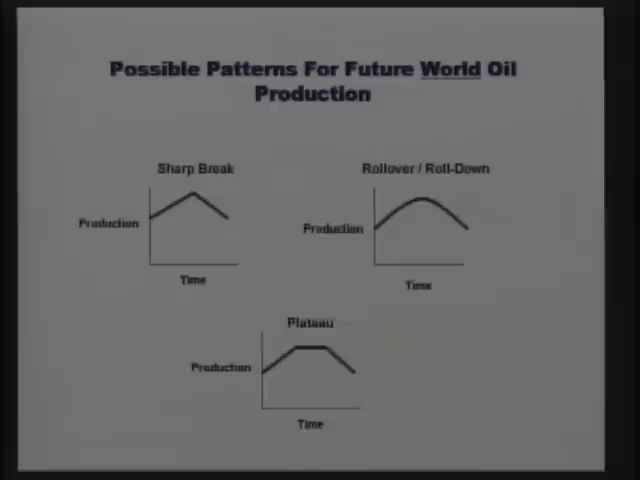 Possible Patterns For Future World Oil
Production
Sharp Break
Production
Time
Rollover / Roll-Down
Production
Time
Plateau
Production
Time